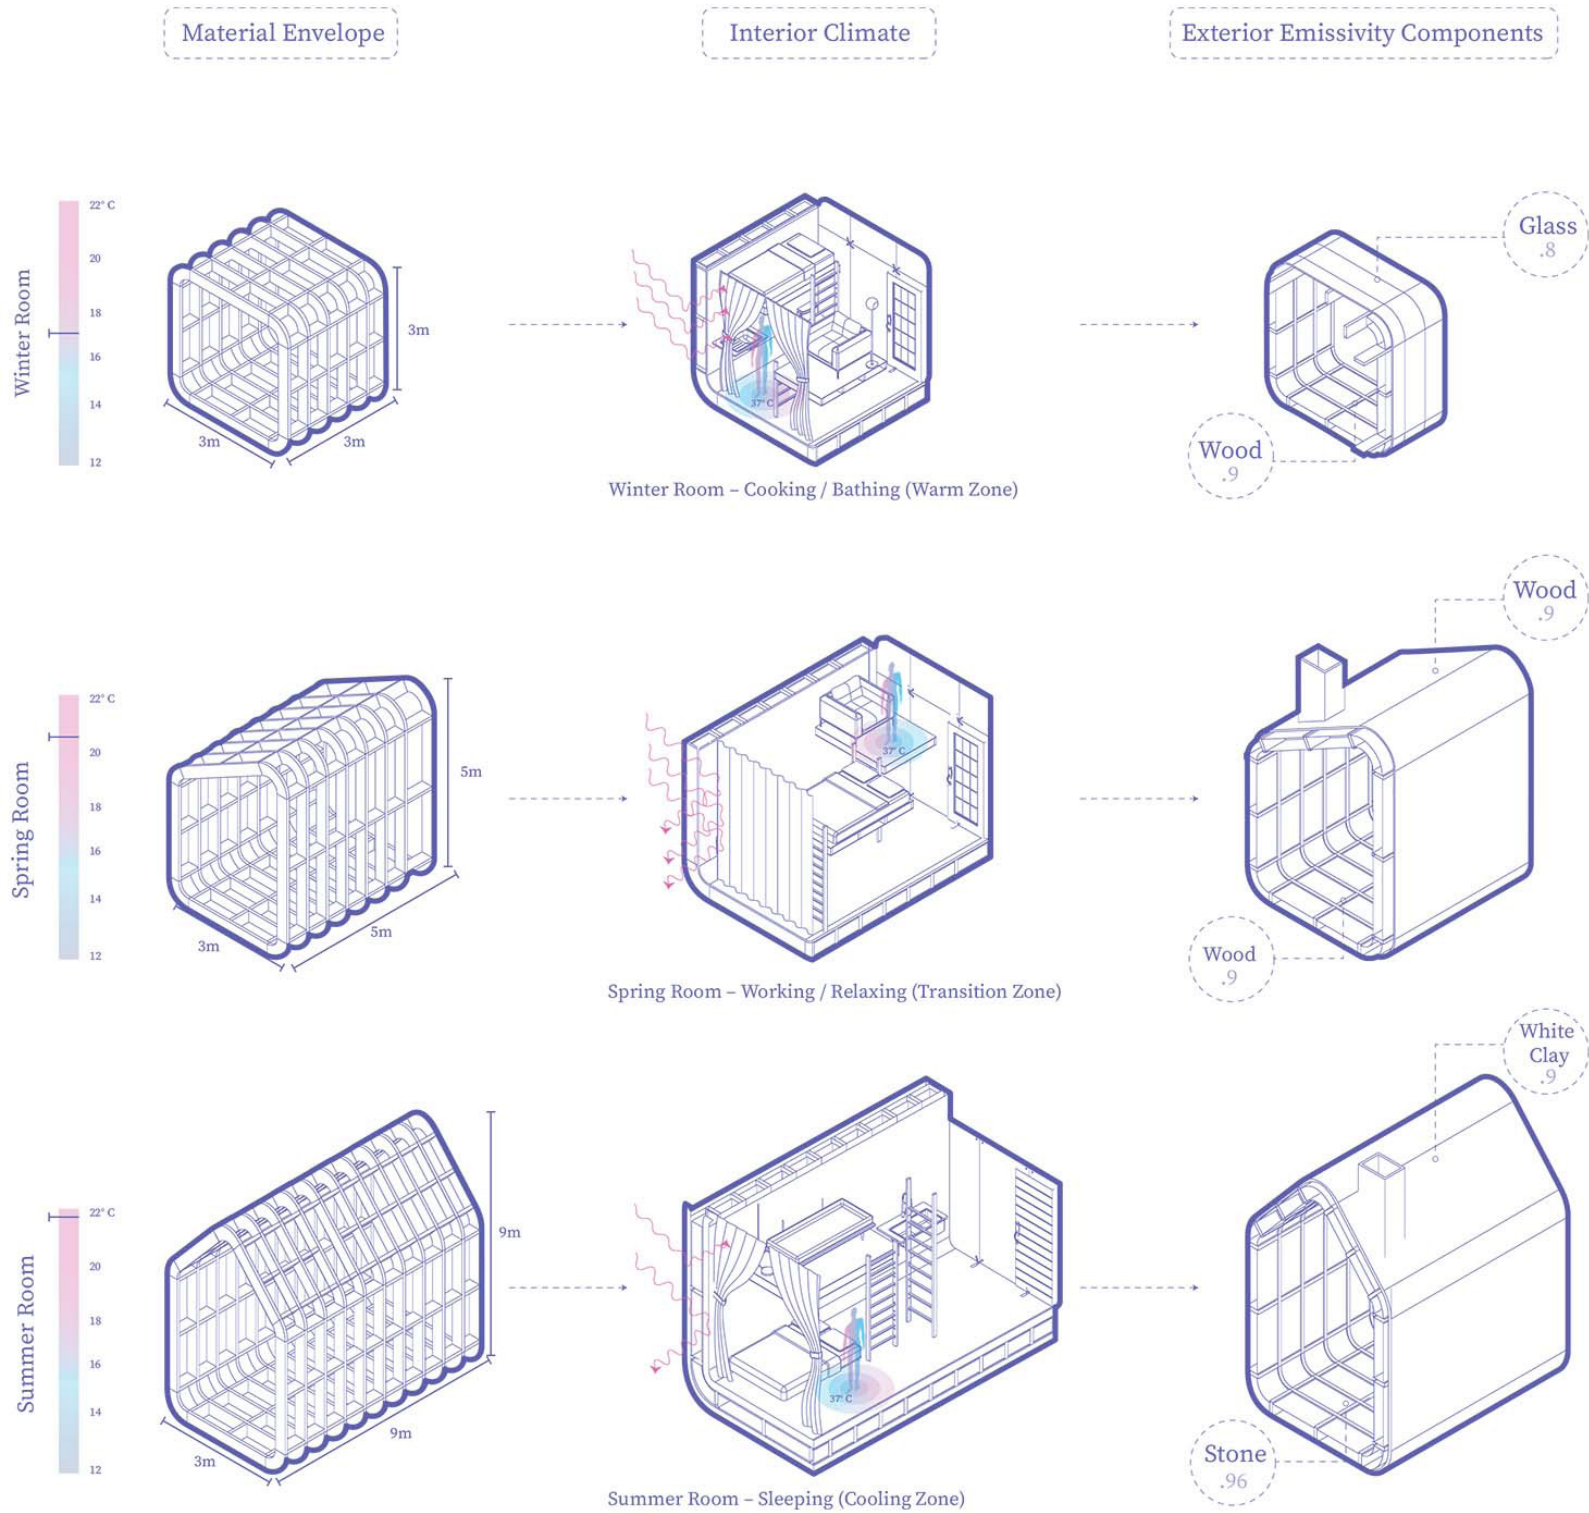 Material Envelope
Interior Climate
Exterior Emissivity Components
Winter Room
22° C
20
18
16
14
12
3m
3m
3m
37° C
Winter Room – Cooking / Bathing (Warm Zone)
Glass
.8
Wood
.9
Spring Room
22° C
20
18
16
14
12
5m
3m
5m
37° C
Spring Room – Working / Relaxing (Transition Zone)
Wood
.9
Wood
.9
Summer Room
22° C
20
18
16
14
12
9m
3m
9m
37° C
Summer Room – Sleeping (Cooling Zone)
White
Clay
.9
Stone
.96